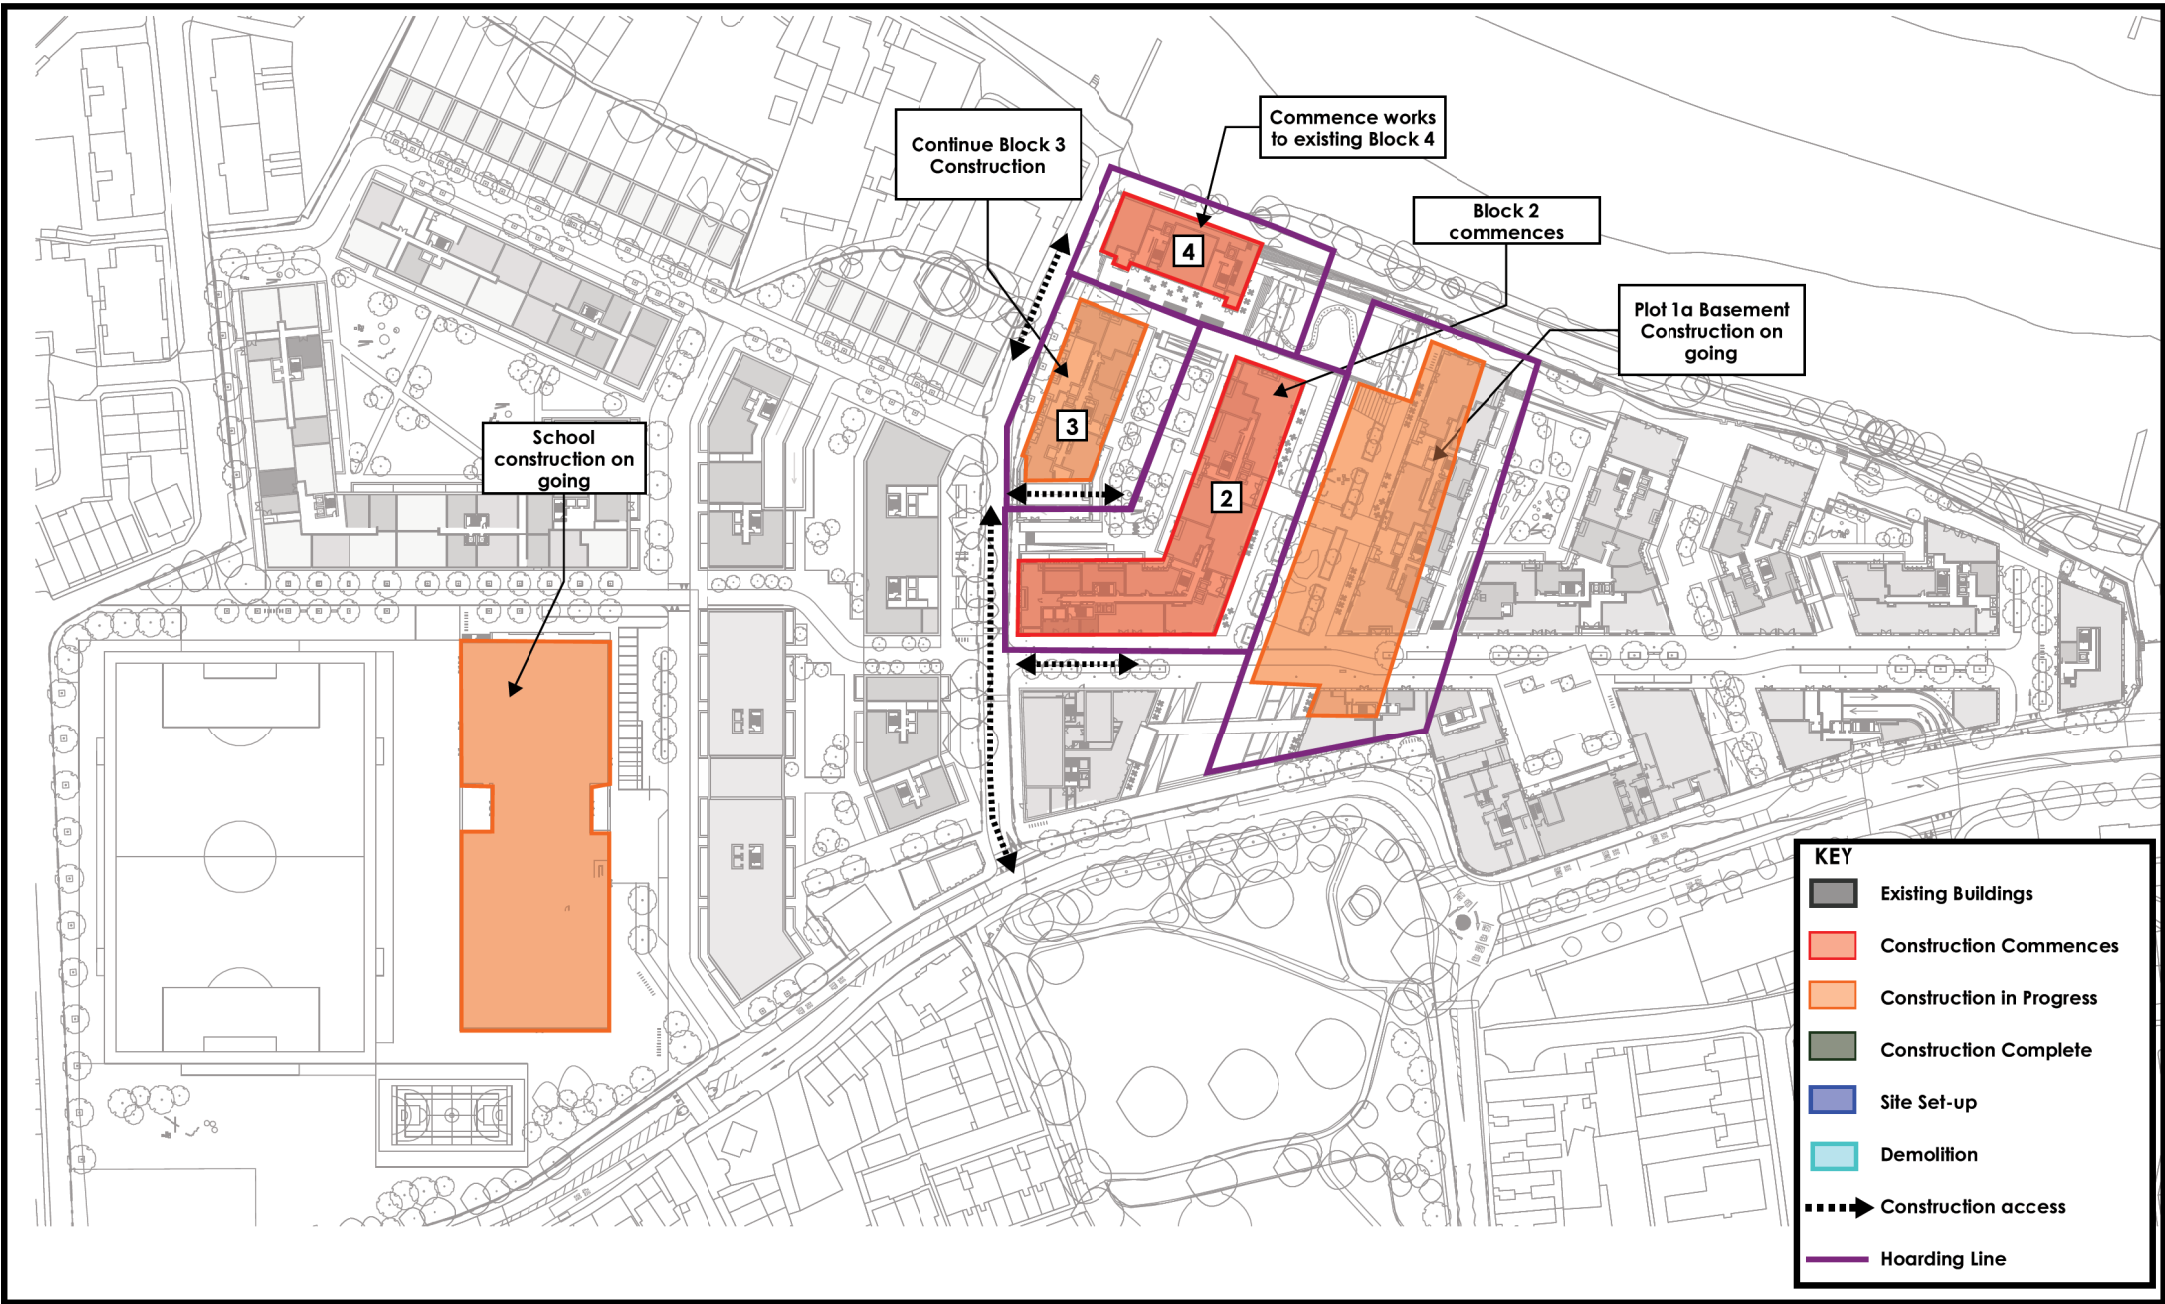 Commence works
to existing Block 4
Continue Block 3
Construction
Block 2
commences
Plot 1a Basement
Construction on
going
School
construction on
going
4
3
2
KEY
Existing Buildings
Construction Commences
Construction in Progress
Construction Complete
Site Set-up
Demolition
Construction access
Hoarding Line